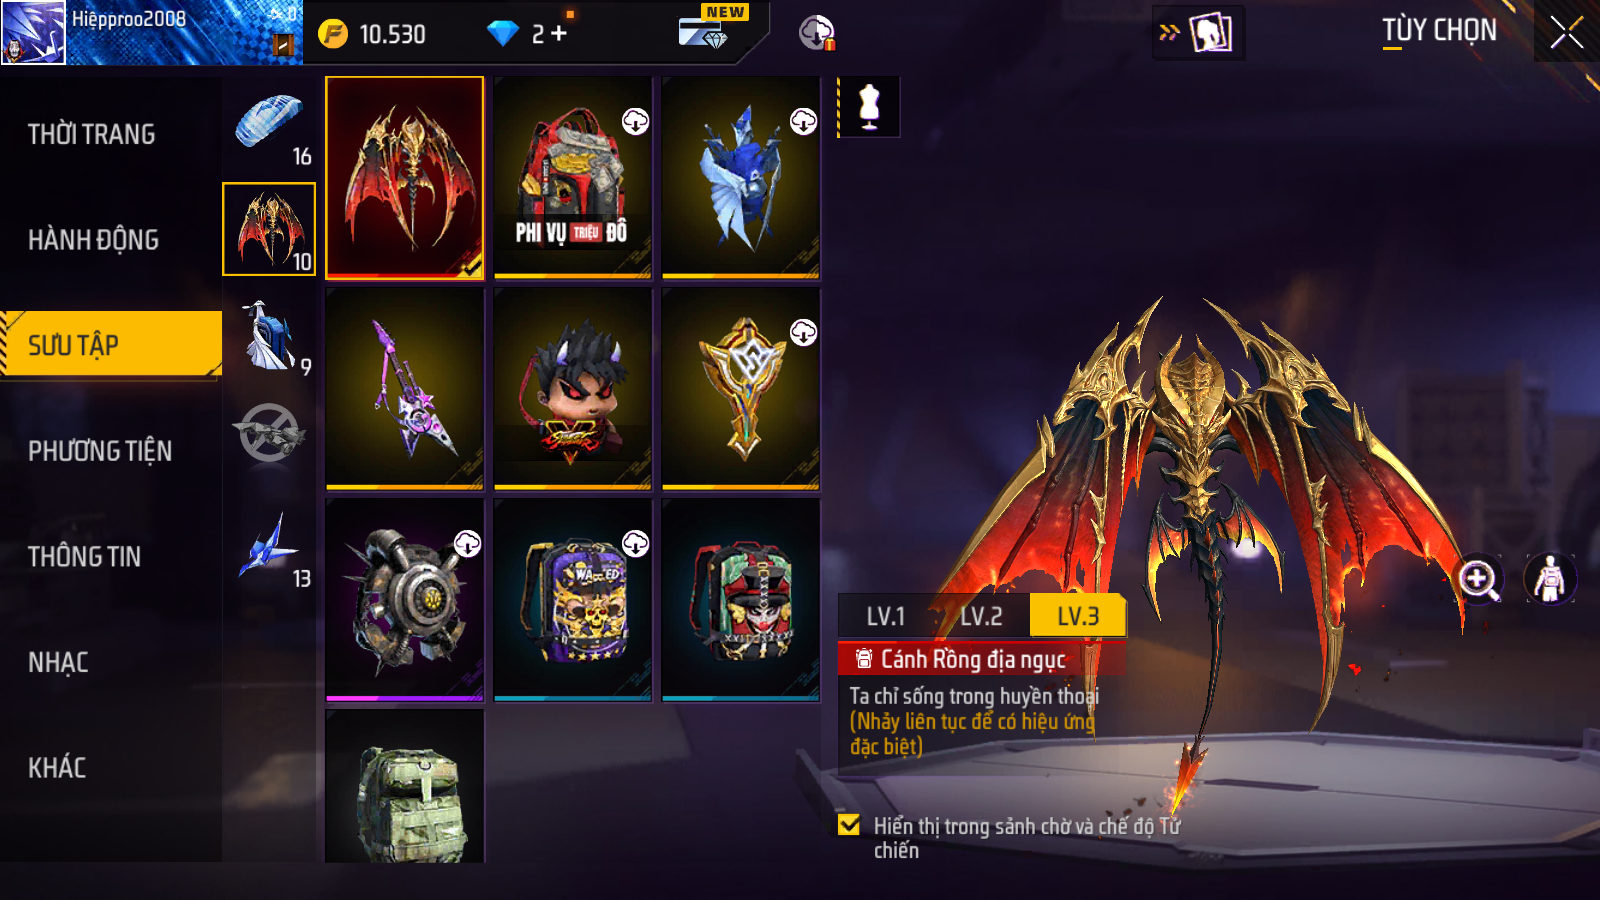 Hiệpproo2008
0
10.530
2 +
NEW
TÙY CHỌN
THỜI TRANG
HÀNH ĐỘNG
SƯU TẬP
PHƯƠNG TIỆN
THÔNG TIN
NHẠC
KHÁC
16
10
9
13
PHI VỤ TRIỆU ĐÔ
LV.1
LV.2
LV.3
Cánh Rồng địa ngục
Ta chỉ sống trong huyền thoại
(Nhảy liên tục để có hiệu ứng
đặc biệt)
Hiển thị trong sảnh chờ và chế độ Tử
chiến